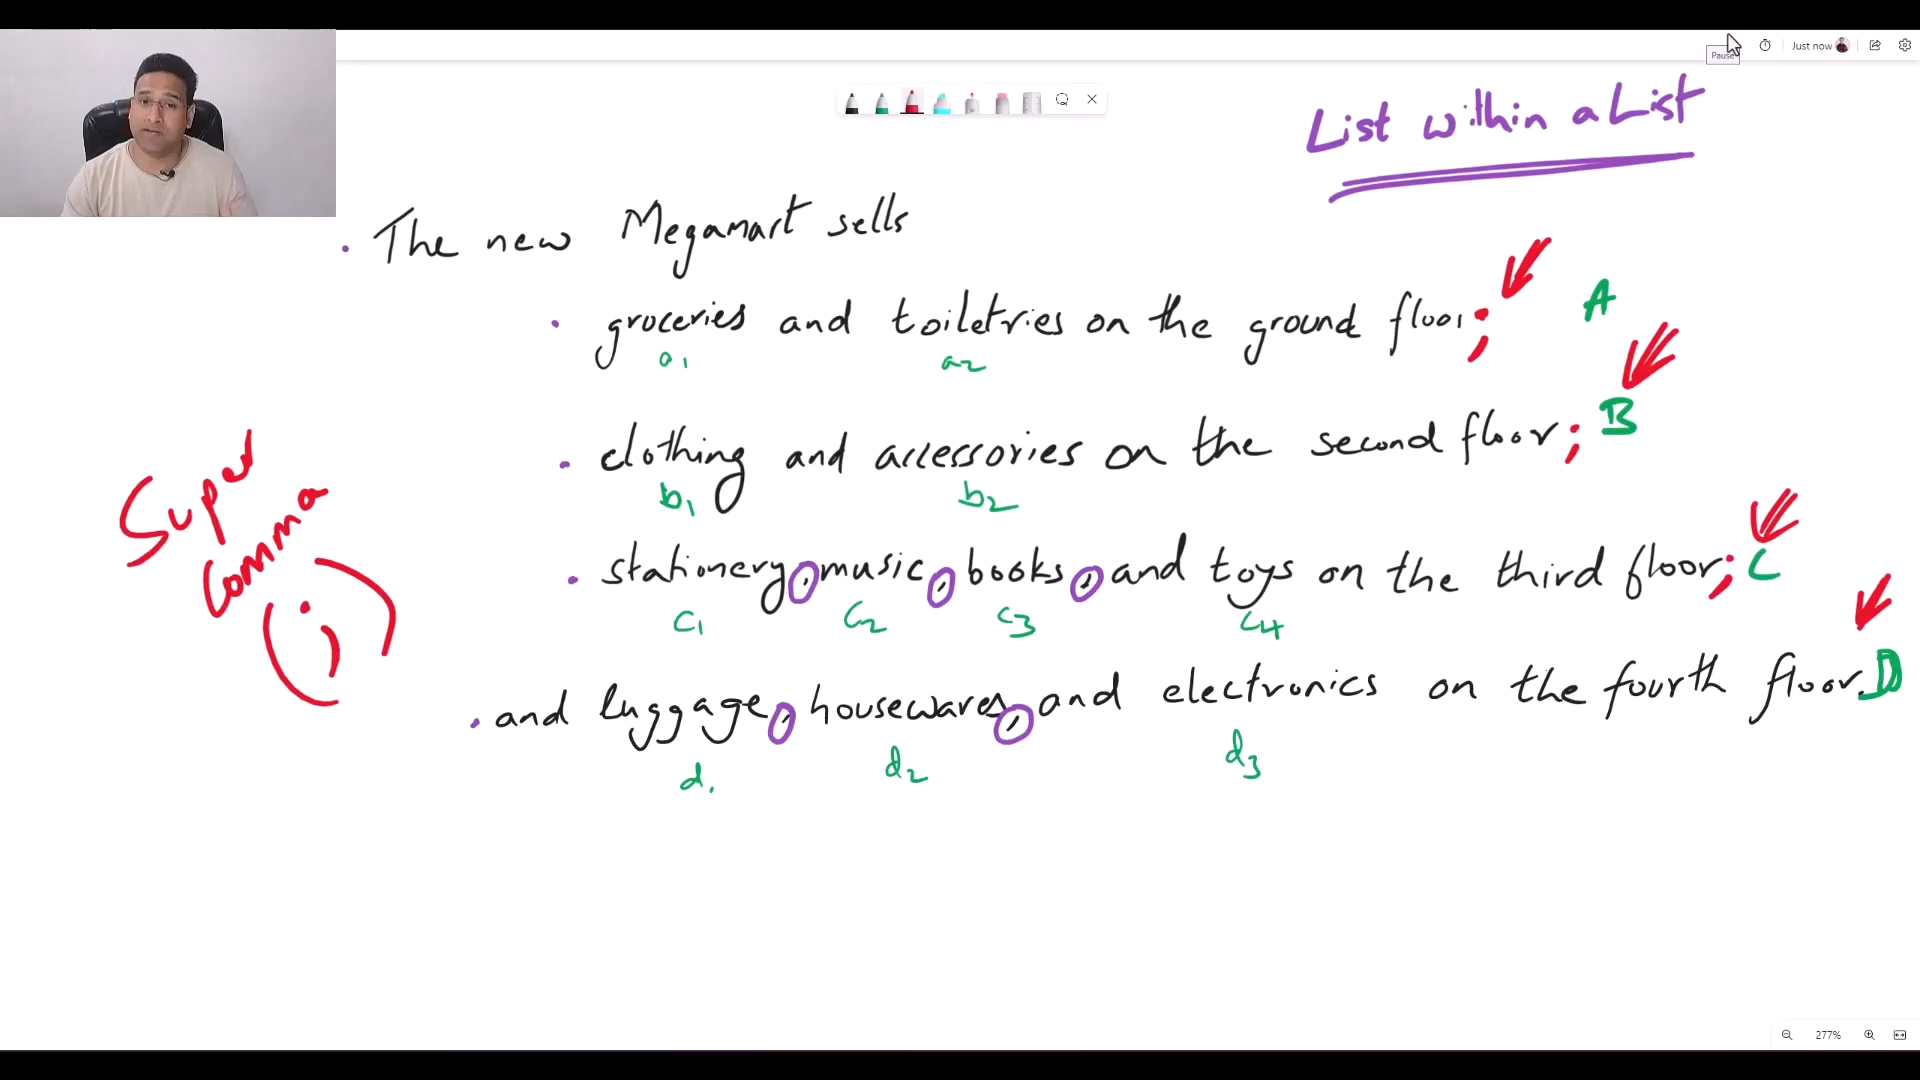 Just now
Pause
List within a List
The new Megamart sells
groceries and toiletries on the ground floor; A
a1 a2
clothing and accessories on the second floor; B
b1 b2
stationery, music, books, and toys on the third floor; C
c1 c2 c3 c4
and luggage, housewares, and electronics on the fourth floor. D
d1 d2 d3
Super
Comma
(;)
277%